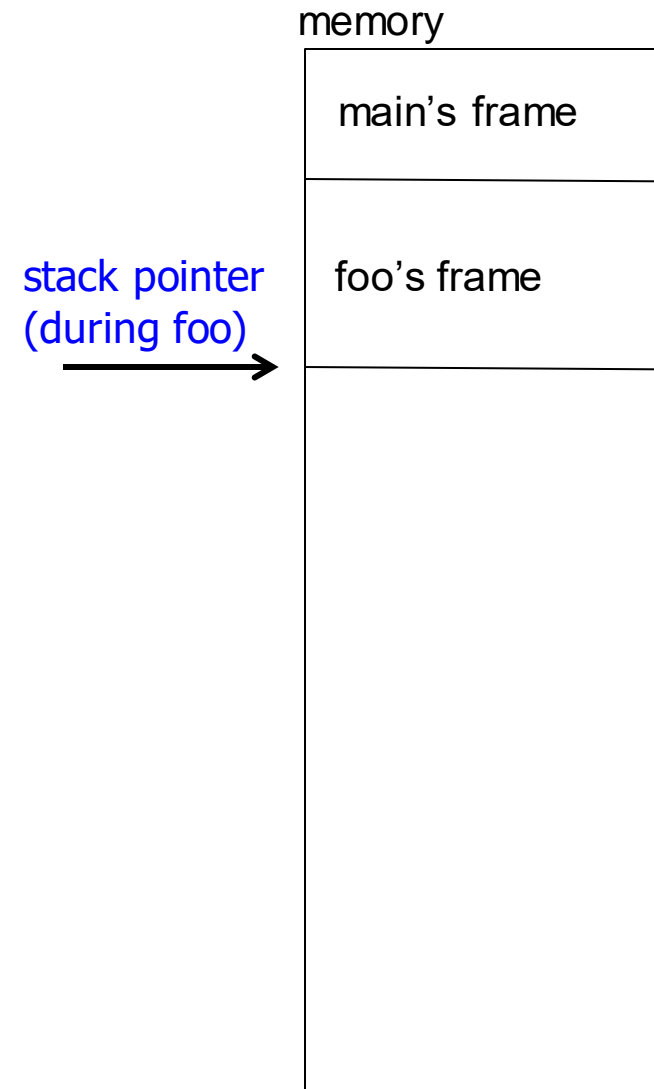 memory
main’s frame
stack pointer
(during foo)
foo’s frame